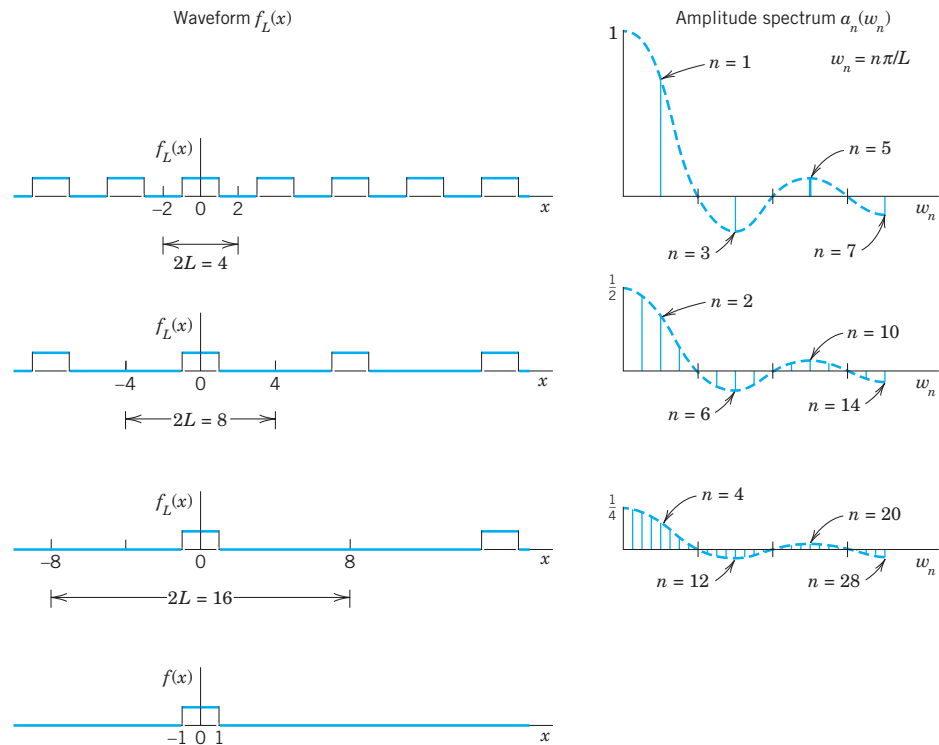 Waveform f_L(x)
Amplitude spectrum a_n(w_n)
w_n = nπ/L
1
n = 1
n = 5
n = 3
n = 7
w_n
f_L(x)
−2 0 2
x
2L = 4
1/2
n = 2
n = 10
n = 6
n = 14
w_n
f_L(x)
−4 0 4
x
2L = 8
1/4
n = 4
n = 20
n = 12
n = 28
w_n
f_L(x)
−8 0 8
x
2L = 16
f(x)
−1 0 1
x